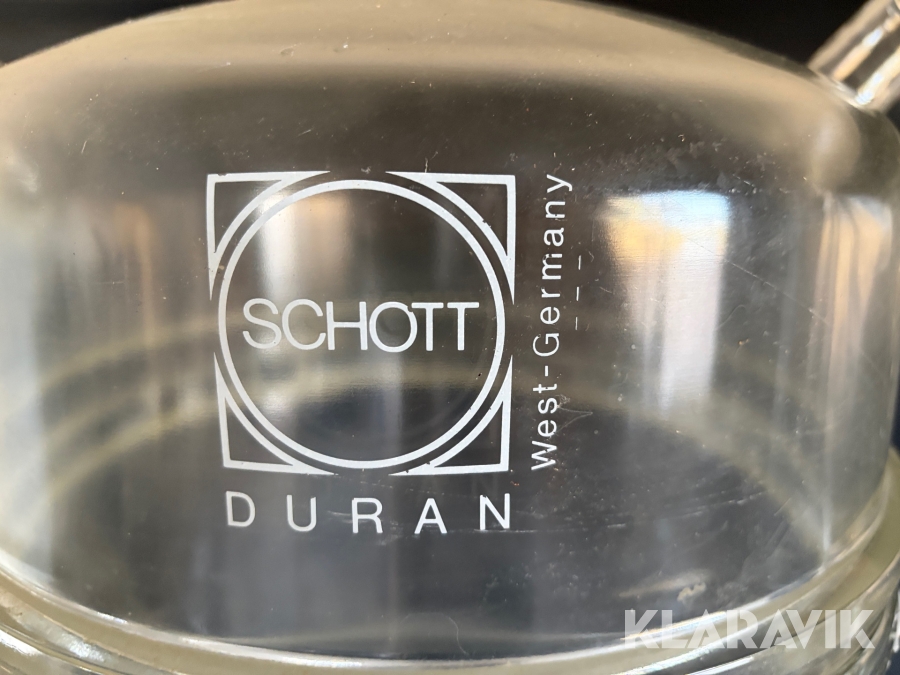 SCHOTT
West-Germany
DURAN
KLARAVIK